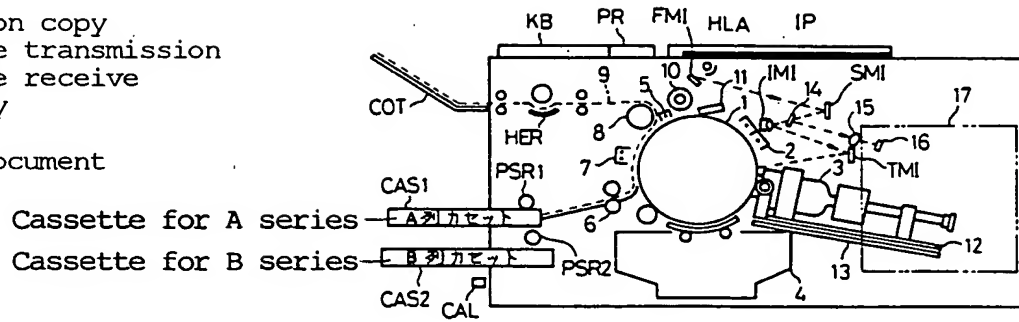 on copy
e transmission
e receive
y
ocument
KB
PR
FMI
HLA
IP
10
11
IMI
SMI
COT
9
5
1
14
15
17
HER
8
2
16
7
TMI
3
PSR1
CAS1
Cassette for A series
A列カセット
6
12
Cassette for B series
B列カセット
PSR2
13
CAS2
CAL
4